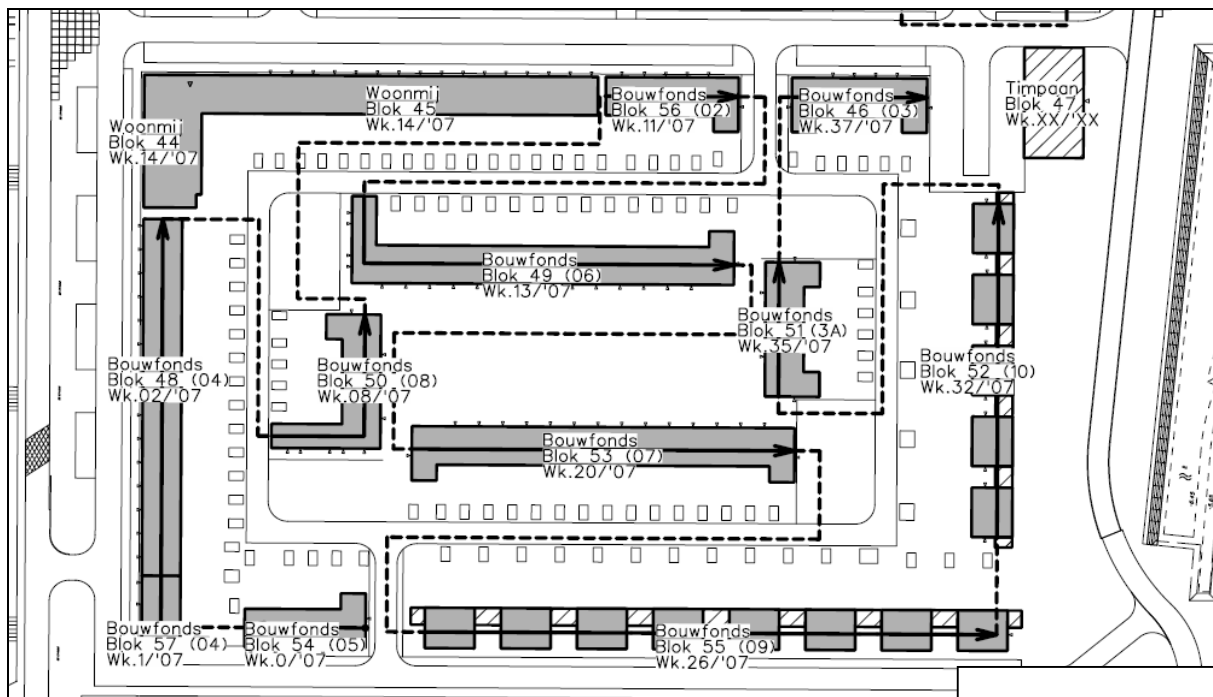 Woonmij
Blok 45
Wk.14/'07
Bouwfonds
Blok 56 (02)
Wk.11/'07
Bouwfonds
Blok 46 (03)
Wk.37/'07
Timpaan
Blok 47
Wk.XX/'XX
Woonmij
Blok 44
Wk.14/'07
Bouwfonds
Blok 49 (06)
Wk.13/'07
Bouwfonds
Blok 51 (3A)
Wk.35/'07
Bouwfonds
Blok 48 (04)
Wk.02/'07
Bouwfonds
Blok 50 (08)
Wk.08/'07
Bouwfonds
Blok 52 (10)
Wk.32/'07
Bouwfonds
Blok 53 (07)
Wk.20/'07
Bouwfonds
Blok 57 (04)
Wk.1/'07
Bouwfonds
Blok 54 (05)
Wk.0/'07
Bouwfonds
Blok 55 (09)
Wk.26/'07